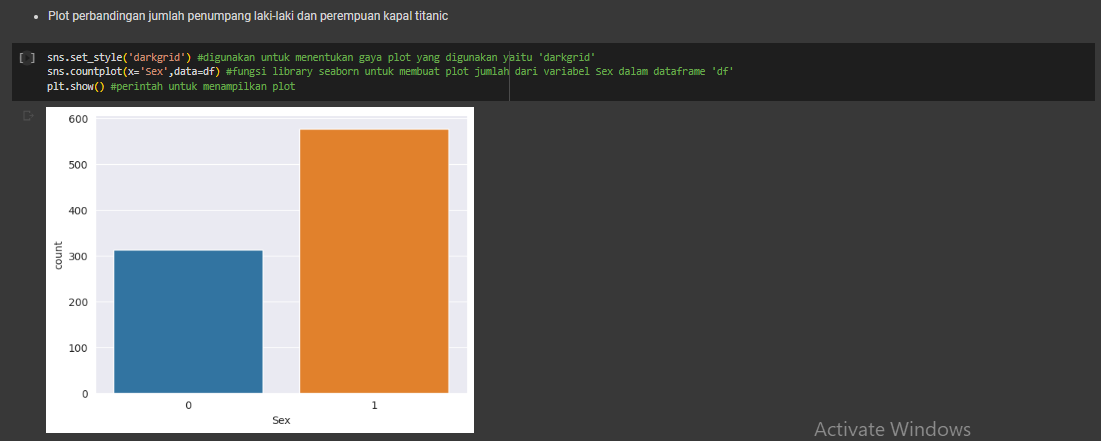 Plot perbandingan jumlah penumpang laki-laki dan perempuan kapal titanic
[ ] sns.set_style('darkgrid') #digunakan untuk menentukan gaya plot yang digunakan yaitu 'darkgrid'
sns.countplot(x='Sex',data=df) #fungsi library seaborn untuk membuat plot jumlah dari variabel Sex dalam dataframe 'df'
plt.show() #perintah untuk menampilkan plot
600
500
400
300
200
100
0
count
0 1
Sex
Activate Windows